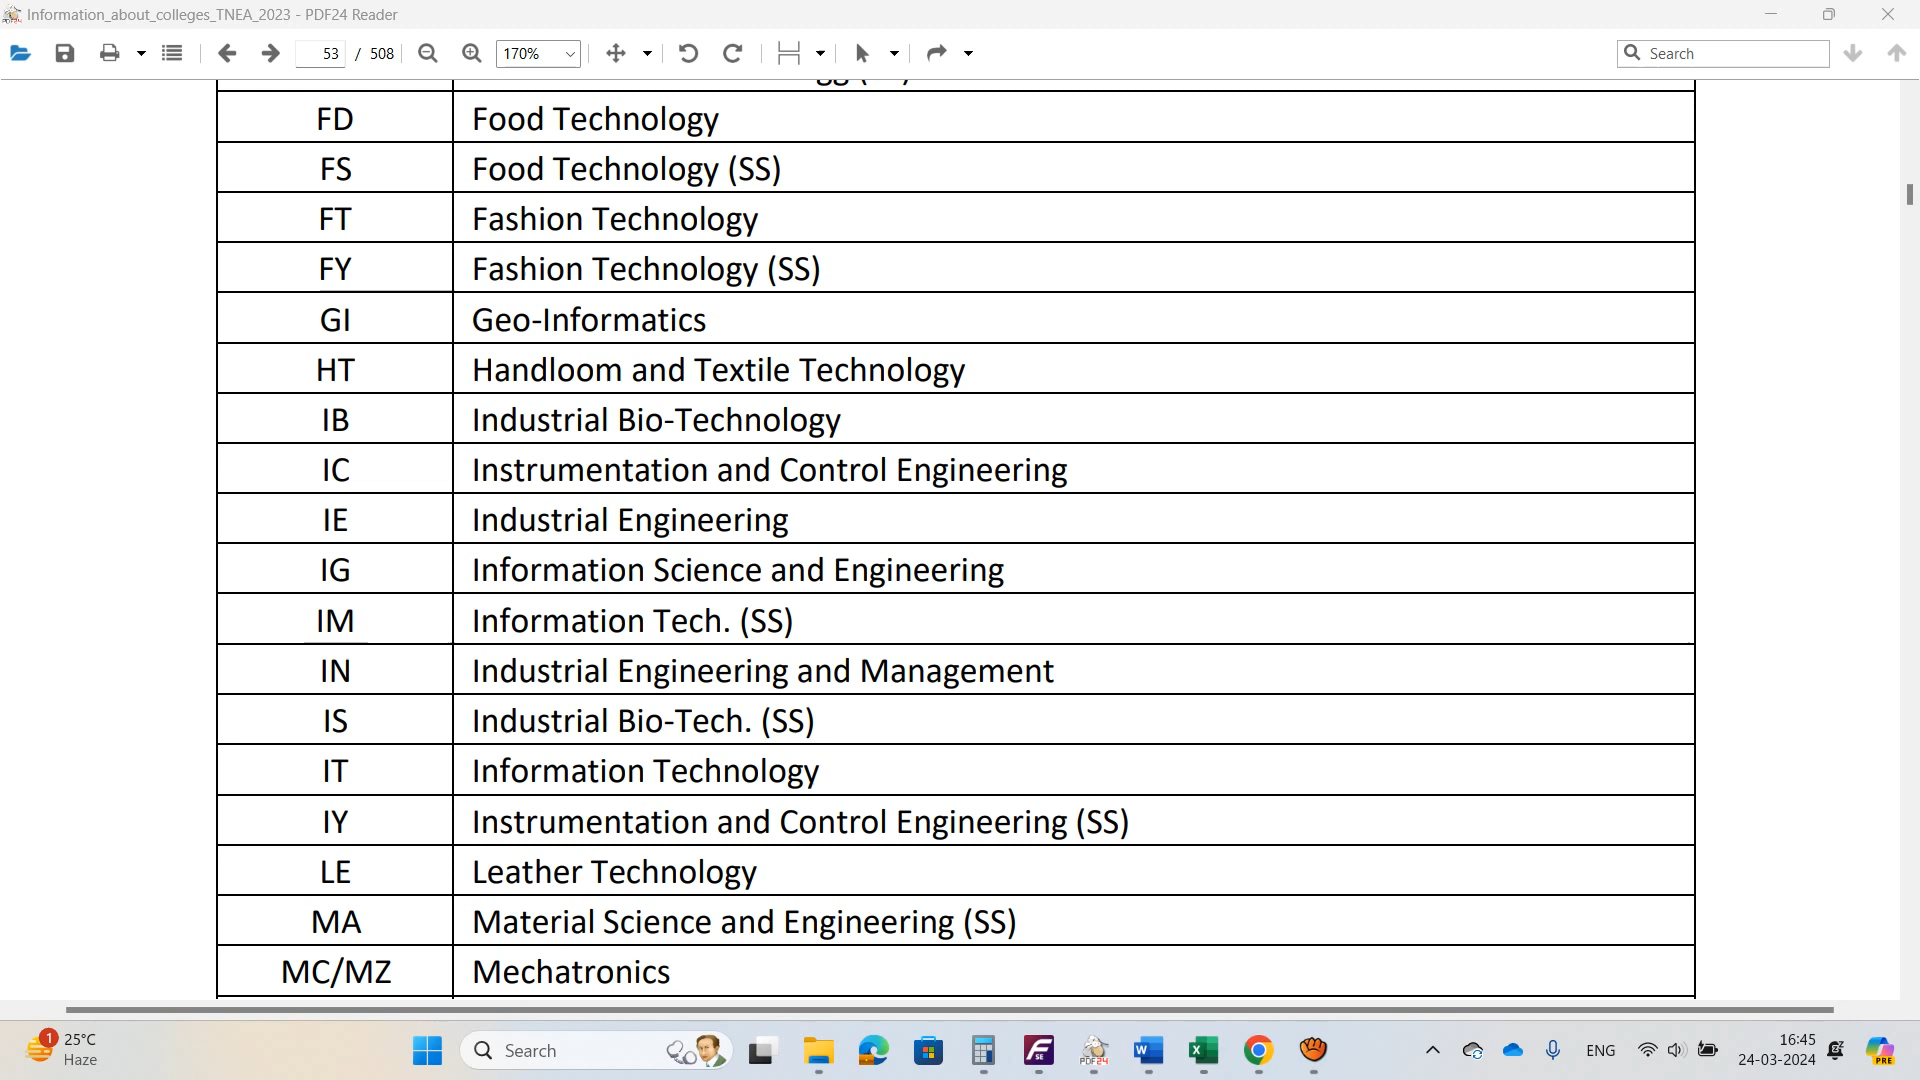 Information_about_colleges_TNEA_2023 - PDF24 Reader
53 / 508 170% Search
FD Food Technology
FS Food Technology (SS)
FT Fashion Technology
FY Fashion Technology (SS)
GI Geo-Informatics
HT Handloom and Textile Technology
IB Industrial Bio-Technology
IC Instrumentation and Control Engineering
IE Industrial Engineering
IG Information Science and Engineering
IM Information Tech. (SS)
IN Industrial Engineering and Management
IS Industrial Bio-Tech. (SS)
IT Information Technology
IY Instrumentation and Control Engineering (SS)
LE Leather Technology
MA Material Science and Engineering (SS)
MC/MZ Mechatronics
1 25°C
Haze
Search
PDF24
ENG
16:45
24-03-2024
PRE